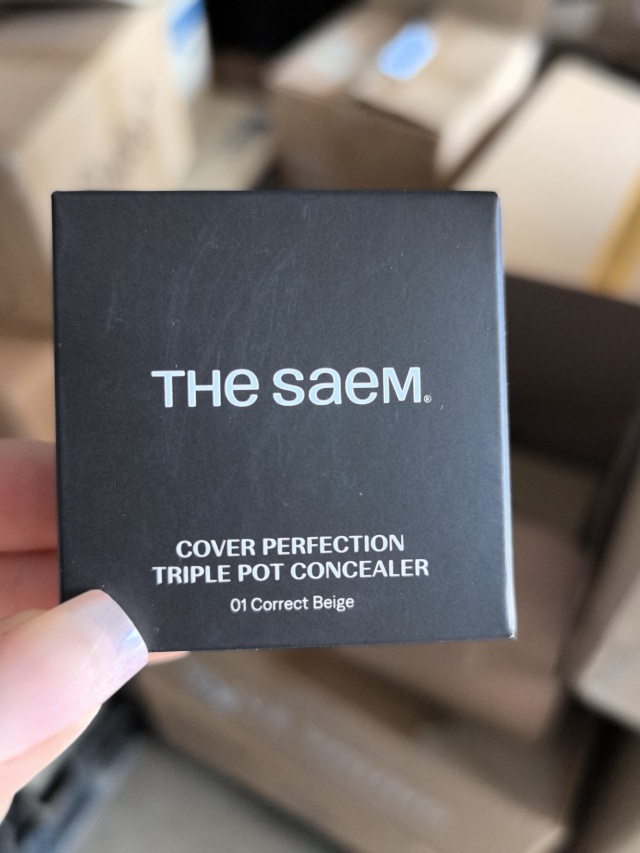 THE SAEM®
COVER PERFECTION
TRIPLE POT CONCEALER
01 Correct Beige